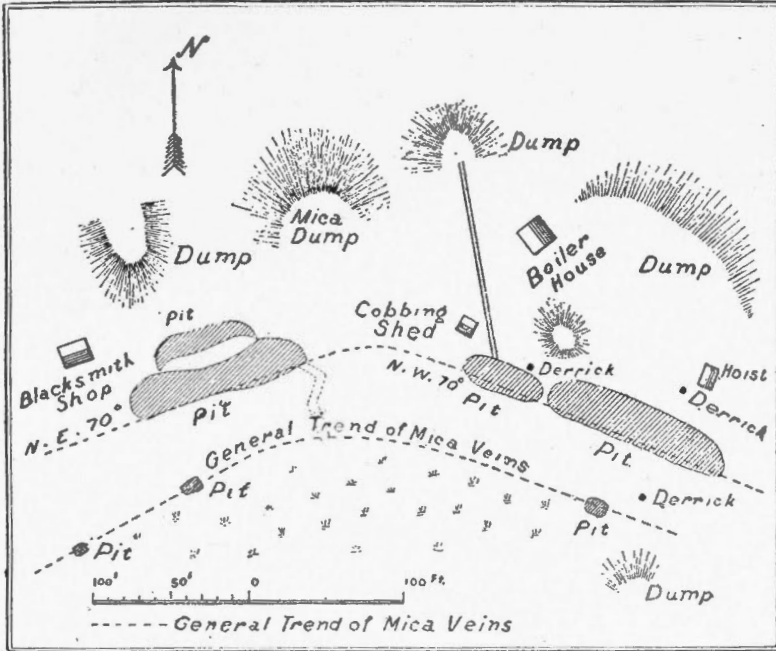 N
Dump
Mica
Dump
Dump
Boiler
House
Dump
Pit
Cobbing
Shed
Derrick
Hoist
Blacksmith
Shop
N.W. 70°
Pit
Derrick
N.E. 70°
Pit
Pit
General Trend of Mica Veins
Pit
Derrick
Pit
Pit
Dump
100' 50' 0 100 Ft.
----- General Trend of Mica Veins